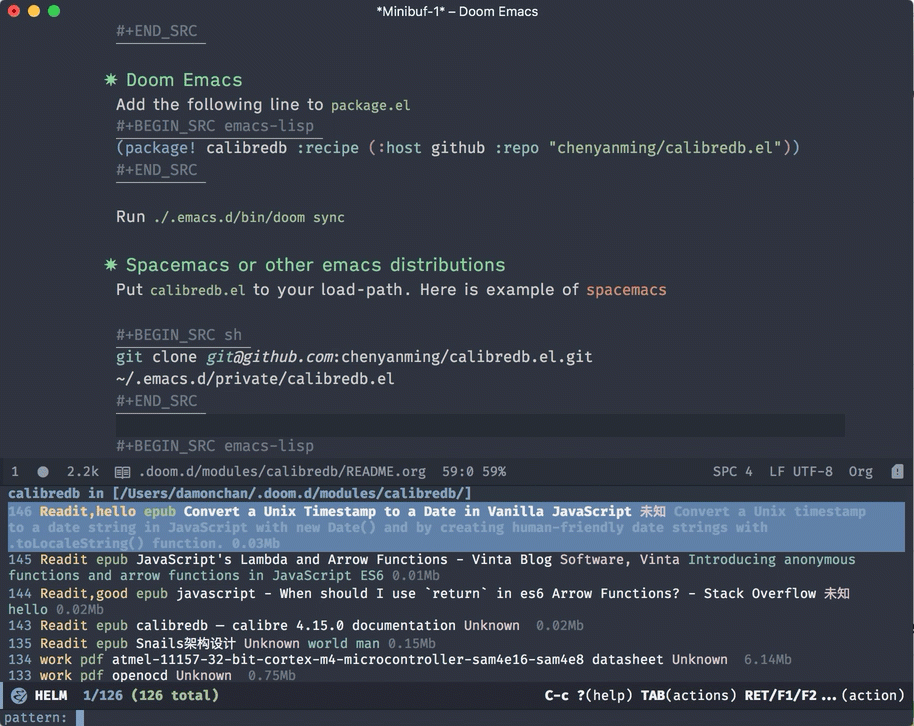 *Minibuf-1* – Doom Emacs
#+END_SRC
Doom Emacs
Add the following line to package.el
#+BEGIN_SRC emacs-lisp
(package! calibredb :recipe (:host github :repo "chenyanming/calibredb.el"))
#+END_SRC
Run ./.emacs.d/bin/doom sync
Spacemacs or other emacs distributions
Put calibredb.el to your load-path. Here is example of spacemacs
#+BEGIN_SRC sh
git clone git@github.com:chenyanming/calibredb.el.git
~/.emacs.d/private/calibredb.el
#+END_SRC
#+BEGIN_SRC emacs-lisp
1 2.2k .doom.d/modules/calibredb/README.org 59:0 59% SPC 4 LF UTF-8 Org
calibredb in [/Users/damonchan/.doom.d/modules/calibredb/]
146 Readit,hello epub Convert a Unix Timestamp to a Date in Vanilla JavaScript 未知 Convert a Unix timestamp
to a date string in JavaScript with new Date() and by creating human-friendly date strings with
.toLocaleString() function. 0.03Mb
145 Readit epub JavaScript's Lambda and Arrow Functions - Vinta Blog Software, Vinta Introducing anonymous
functions and arrow functions in JavaScript ES6 0.01Mb
144 Readit,good epub javascript - When should I use `return` in es6 Arrow Functions? - Stack Overflow 未知
hello 0.02Mb
143 Readit epub calibredb — calibre 4.15.0 documentation Unknown 0.02Mb
135 Readit epub Snails架构设计 Unknown world man 0.15Mb
134 work pdf atmel-11157-32-bit-cortex-m4-microcontroller-sam4e16-sam4e8 datasheet Unknown 6.14Mb
133 work pdf openocd Unknown 0.75Mb
HELM 1/126 (126 total) C-c ?(help) TAB(actions) RET/F1/F2...(action)
pattern: